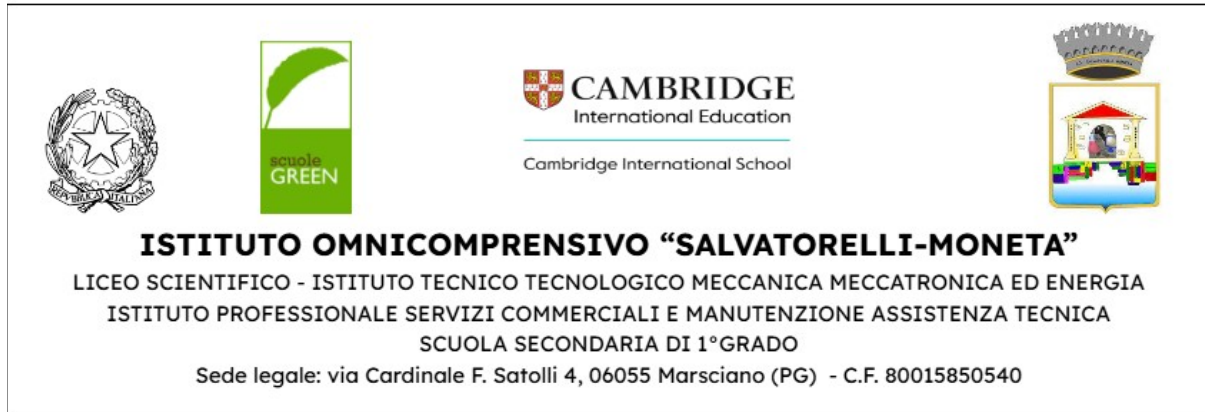 REPVBBLICA ITALIANA
scuole
GREEN
CAMBRIDGE
International Education
Cambridge International School
ISTITUTO OMNICOMPRENSIVO “SALVATORELLI-MONETA”
LICEO SCIENTIFICO - ISTITUTO TECNICO TECNOLOGICO MECCANICA MECCATRONICA ED ENERGIA
ISTITUTO PROFESSIONALE SERVIZI COMMERCIALI E MANUTENZIONE ASSISTENZA TECNICA
SCUOLA SECONDARIA DI 1°GRADO
Sede legale: via Cardinale F. Satolli 4, 06055 Marsciano (PG) - C.F. 80015850540